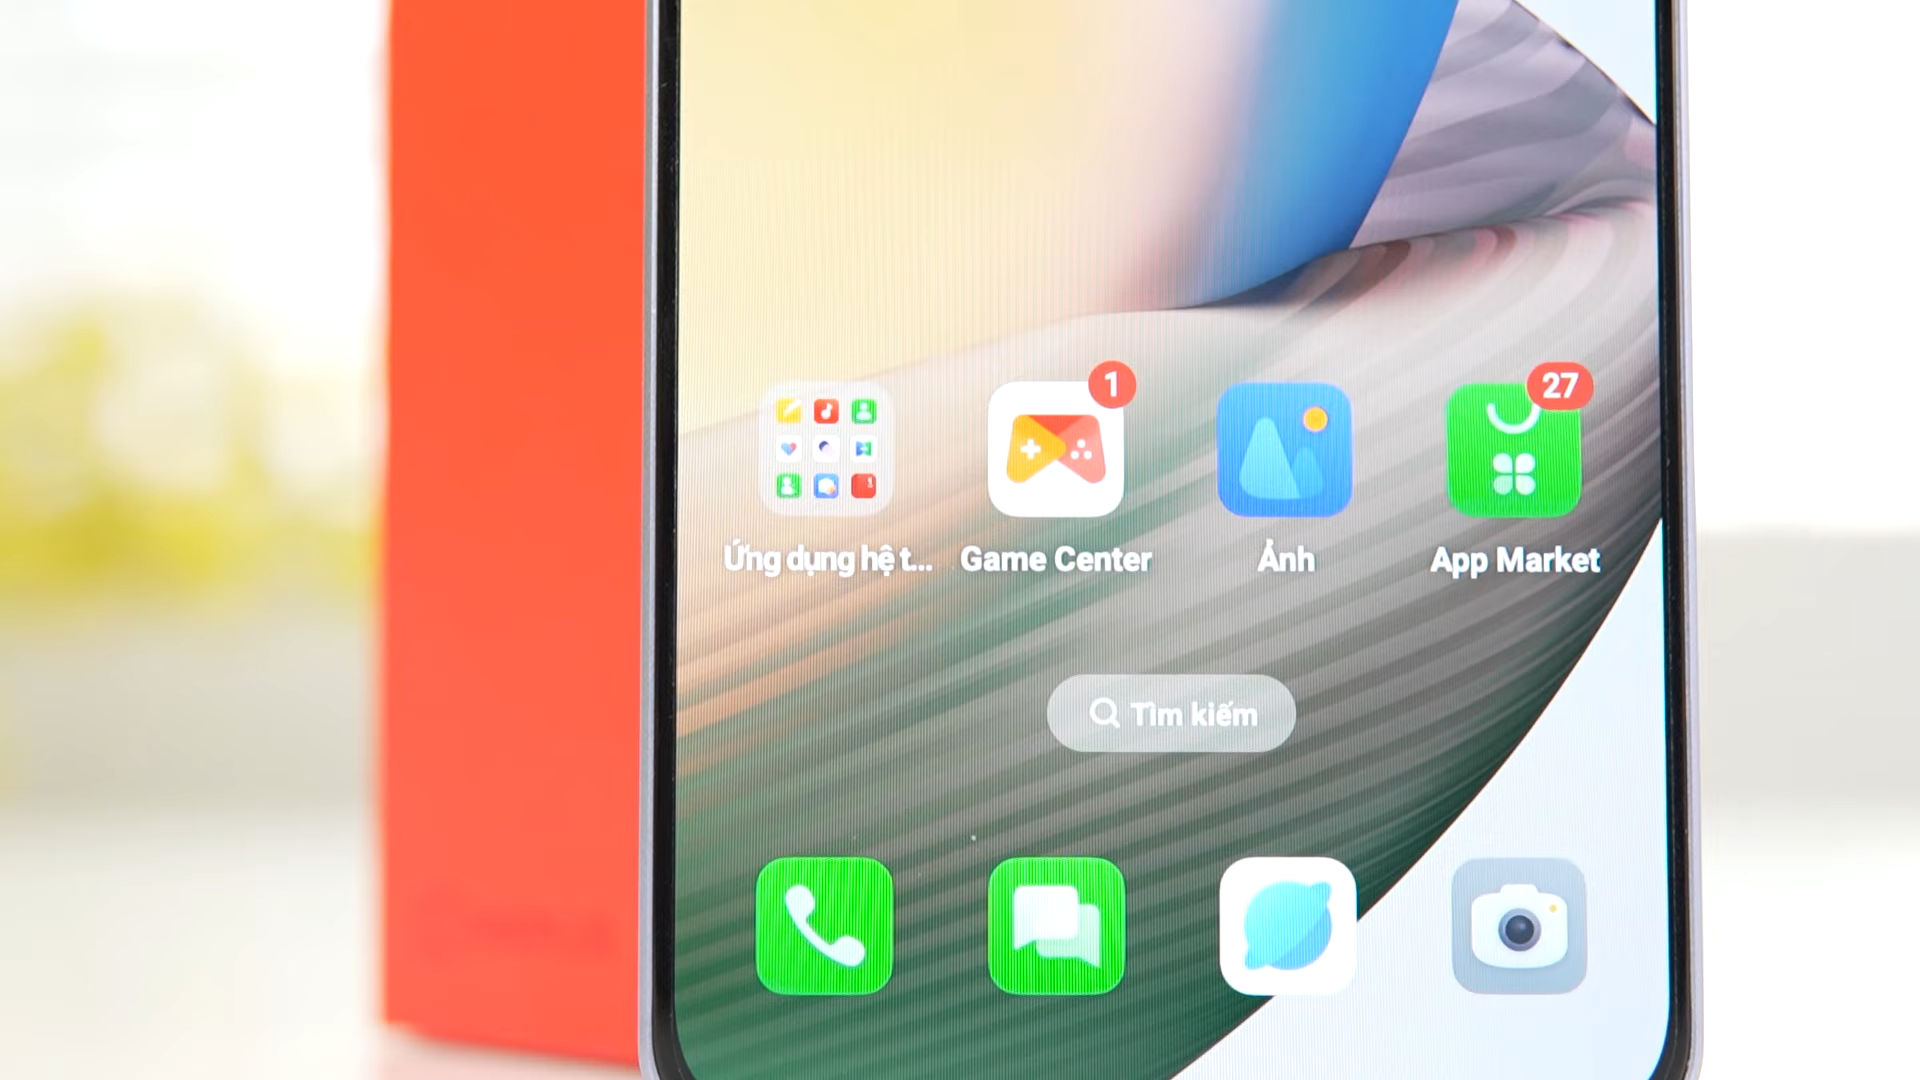 1
27
Ứng dụng hệ t...
Game Center
Ảnh
App Market
Tìm kiếm